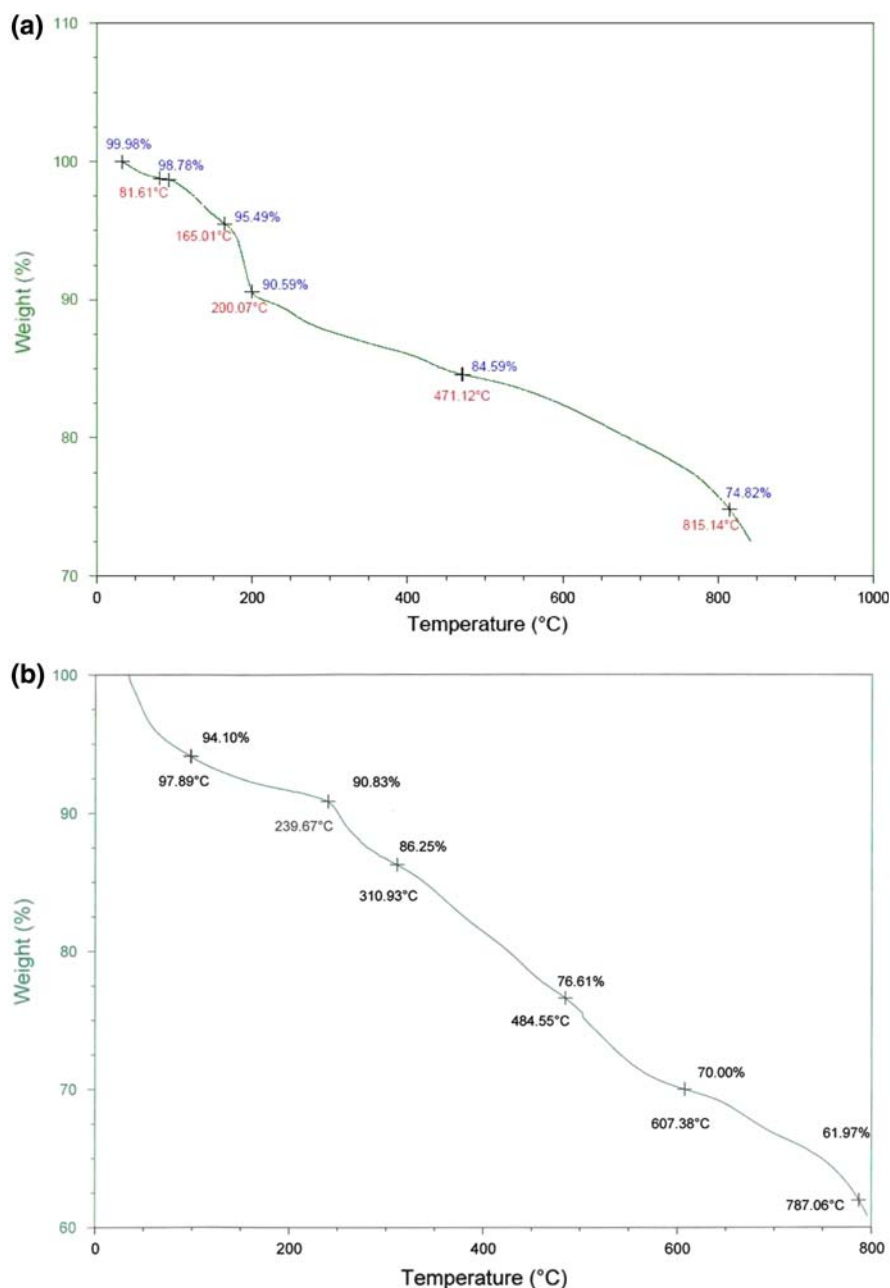 (a)
110
99.98%
98.78%
100
81.61°C
95.49%
165.01°C
90.59%
90
200.07°C
84.59%
471.12°C
80
74.82%
815.14°C
70
0 200 400 600 800 1000
Temperature (°C)
Weight (%)
(b)
100
94.10%
97.89°C
90.83%
90
239.67°C
86.25%
310.93°C
80
76.61%
484.55°C
70.00%
70
607.38°C
61.97%
787.06°C
60
0 200 400 600 800
Temperature (°C)
Weight (%)